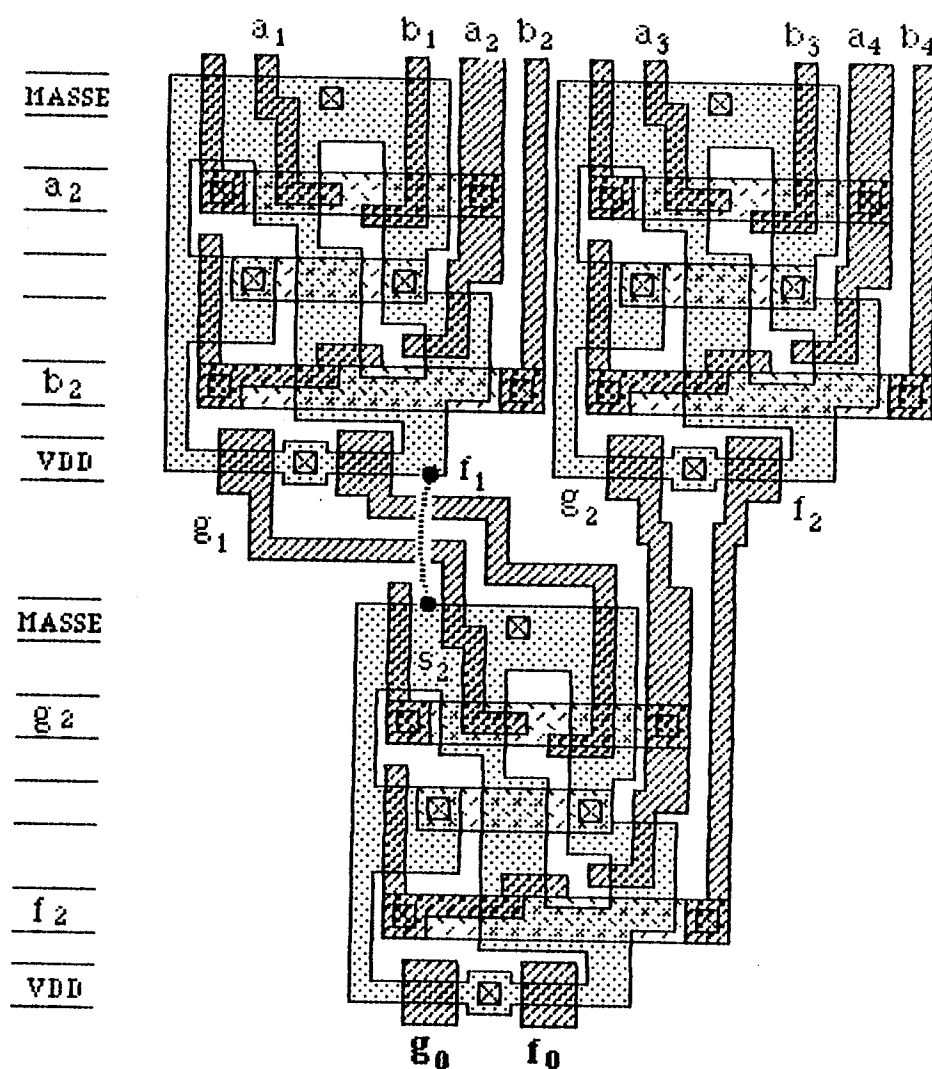 a1 b1 a2 b2 a3 b3 a4 b4
MASSE
a2
b2
VDD
f1
g1
g2
f2
MASSE
s2
g2
f2
VDD
g0 f0